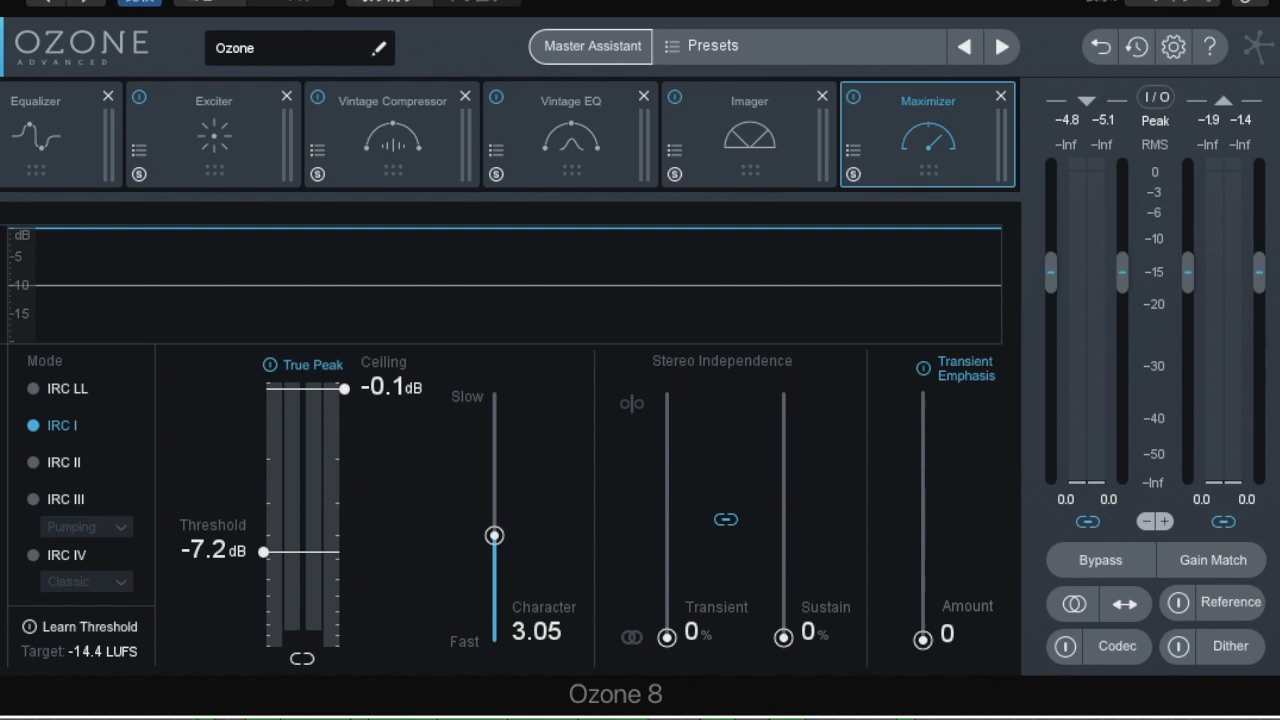 OZONE
ADVANCED
Ozone
Master Assistant
Presets
?
Equalizer
Exciter
Vintage Compressor
Vintage EQ
Imager
Maximizer
S
S
S
S
S
I/O
-4.8 -5.1 Peak -1.9 -1.4
-Inf -Inf RMS -Inf -Inf
0
-3
-6
-10
-15
-20
-30
-40
-50
-Inf
0.0 0.0 0.0 0.0
Bypass
Gain Match
Reference
Codec
Dither
dB
-5
-10
-15
Mode
IRC LL
IRC I
IRC II
IRC III
Pumping
IRC IV
Classic
Learn Threshold
Target: -14.4 LUFS
True Peak
Ceiling
-0.1dB
Threshold
-7.2dB
Slow
Fast
Character
3.05
Stereo Independence
Transient
0%
Sustain
0%
Transient
Emphasis
Amount
0
Ozone 8